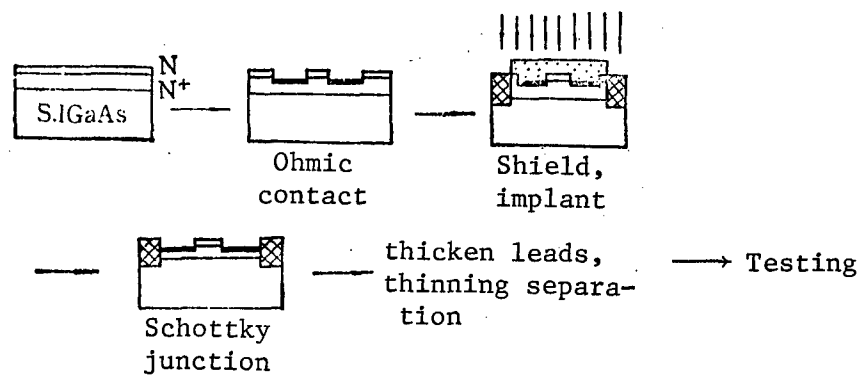 N
N+
S.IGaAs
Ohmic
contact
Shield,
implant
Schottky
junction
thicken leads,
thinning separa-
tion
Testing